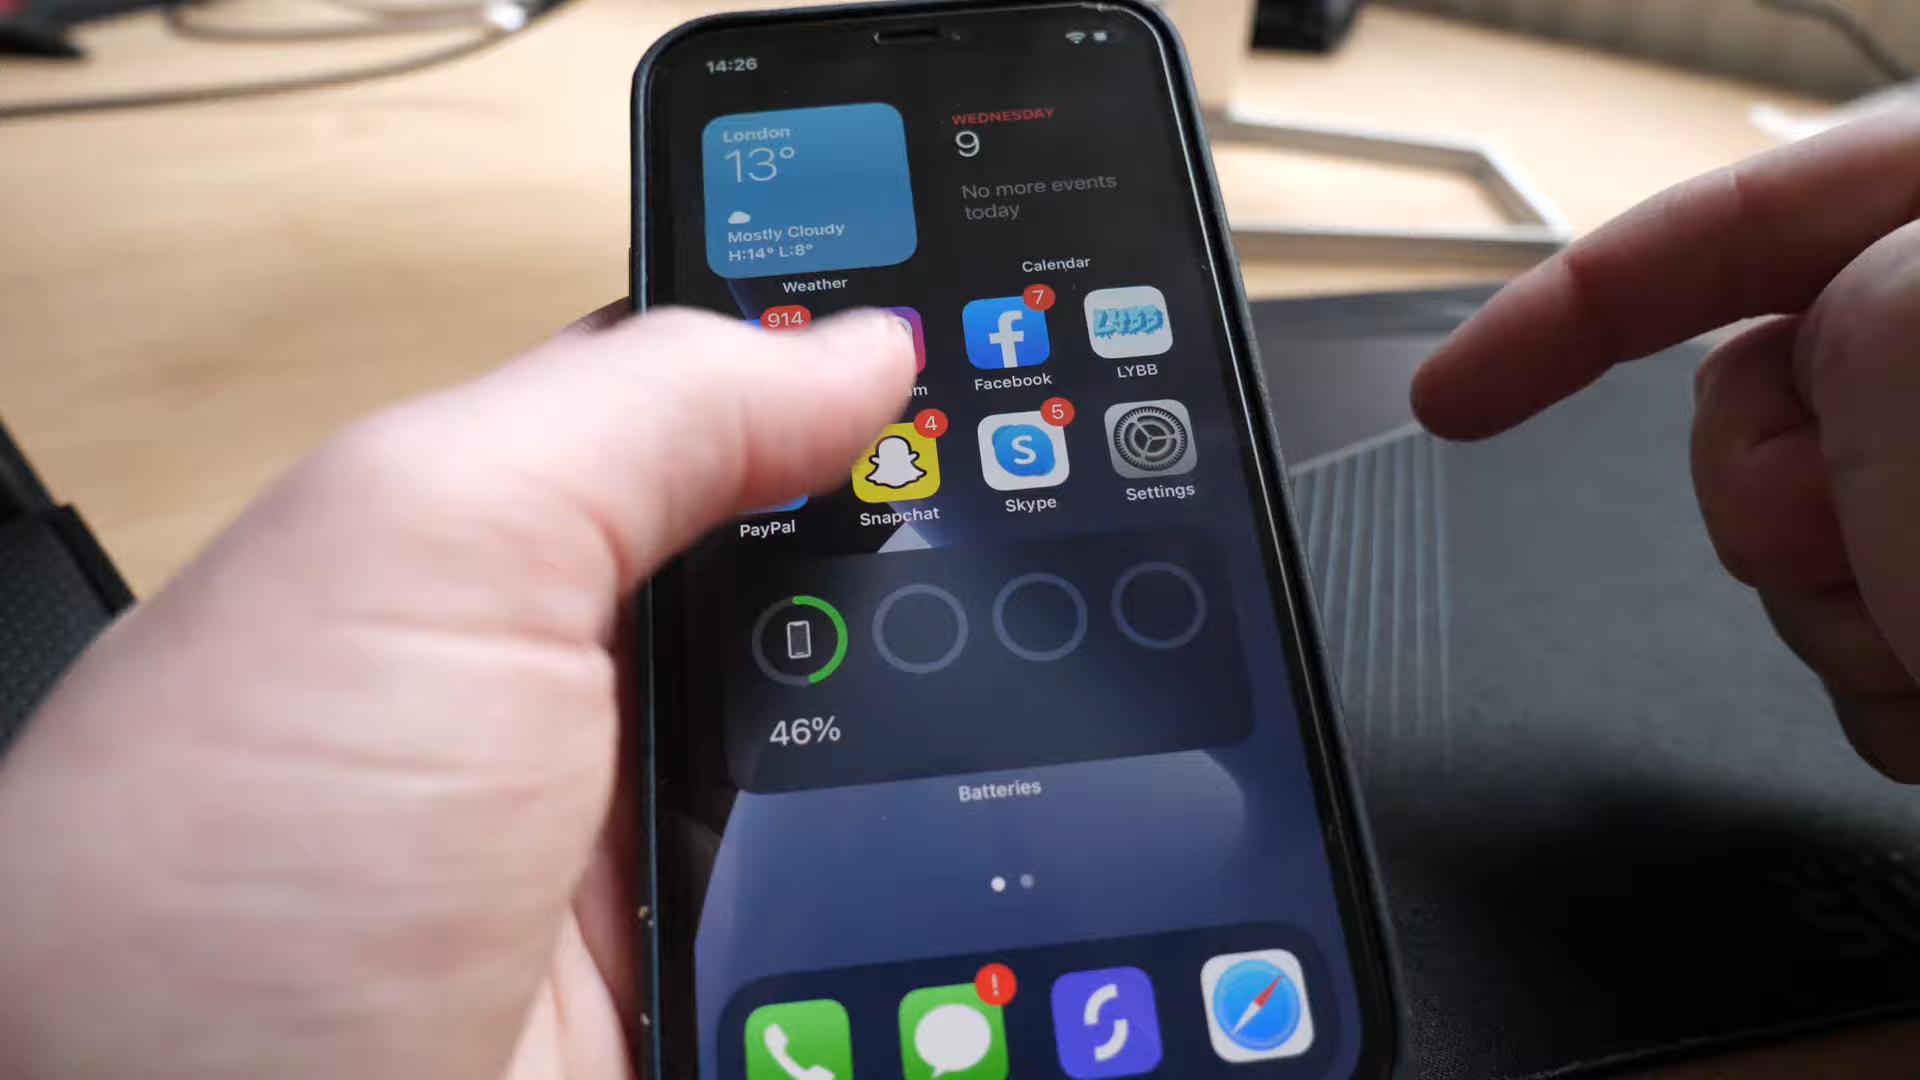 14:26
London
13°
Mostly Cloudy
H:14° L:8°
Weather
WEDNESDAY
9
No more events
today
Calendar
914
7
LYBB
m
Facebook
LYBB
4
5
S
PayPal
Snapchat
Skype
Settings
46%
Batteries
!